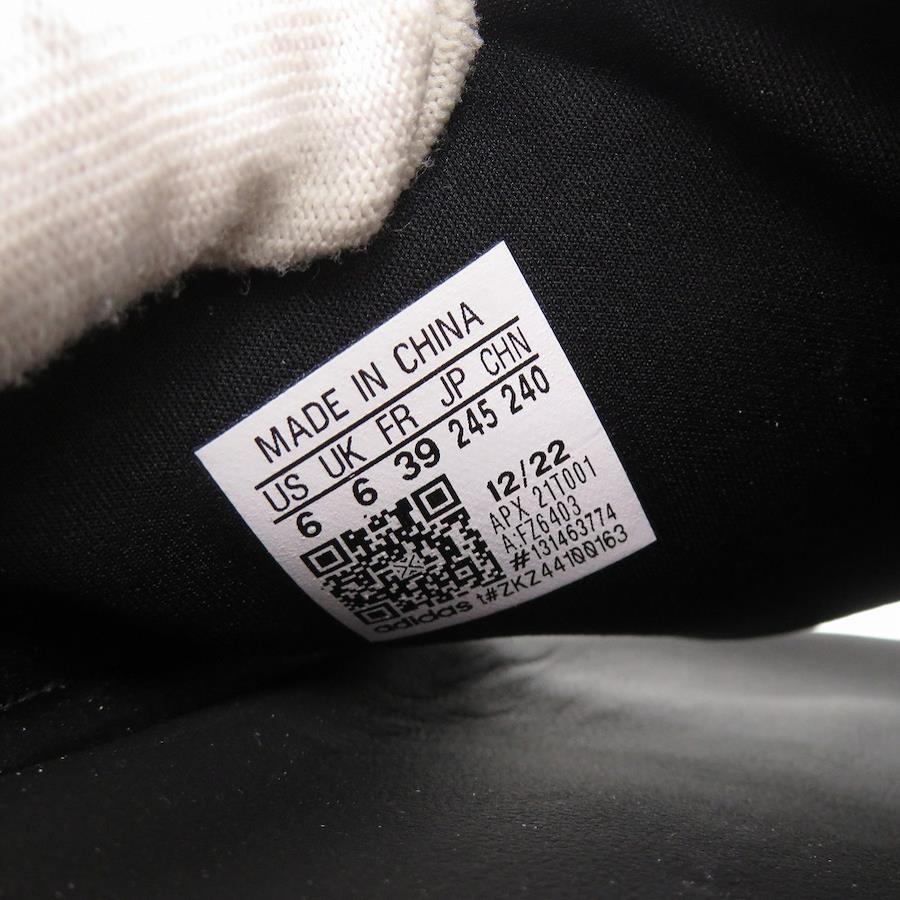 MADE IN CHINA
US UK FR JP CHN
6 6 39 245 240
12/22
APX 21T001
A:FZ6403
#131463774
adidas t#ZKZ4410Q163